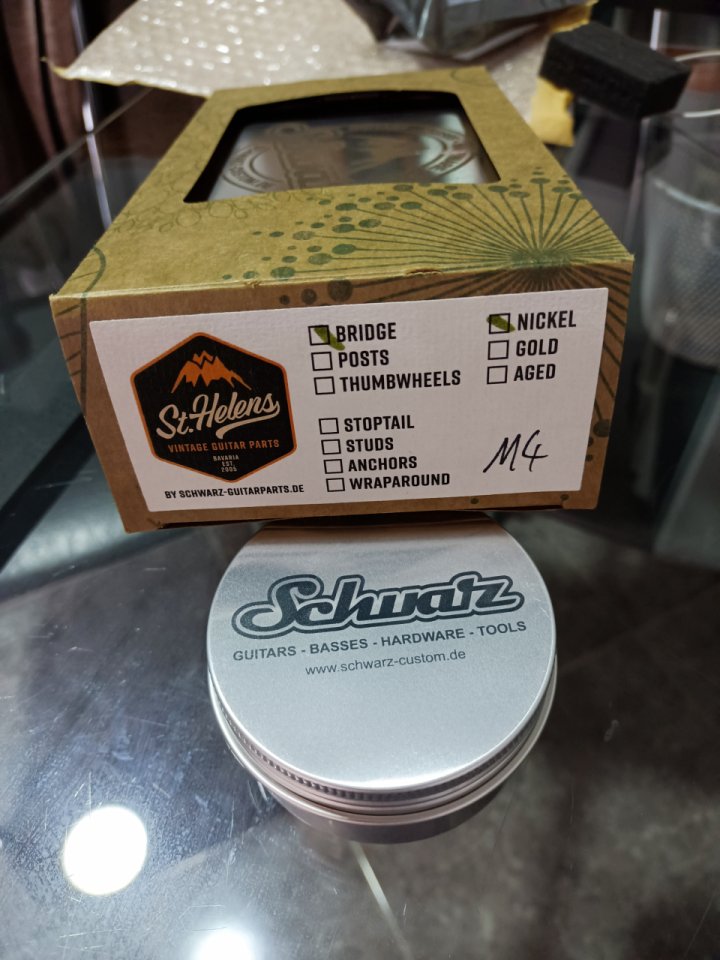 BRIDGE
POSTS
THUMBWHEELS
NICKEL
GOLD
AGED
St.Helens
VINTAGE GUITAR PARTS
BAVARIA
EST.
2005
BY SCHWARZ-GUITARPARTS.DE
STOPTAIL
STUDS
ANCHORS
WRAPAROUND
M4
Schwarz
GUITARS - BASSES - HARDWARE - TOOLS
www.schwarz-custom.de